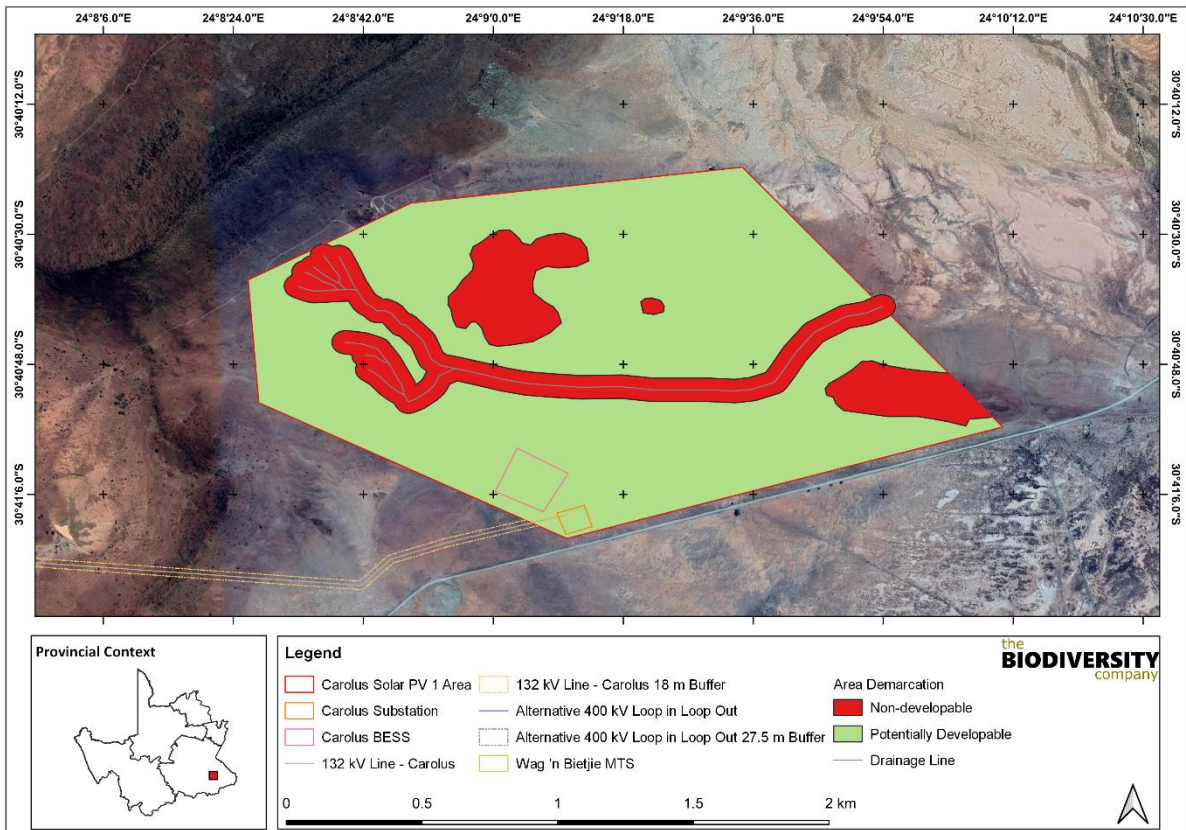 24°8'6.0"E 24°8'24.0"E 24°8'42.0"E 24°9'0.0"E 24°9'18.0"E 24°9'36.0"E 24°9'54.0"E 24°10'12.0"E 24°10'30.0"E
30°40'12.0"S
30°40'30.0"S
30°40'48.0"S
30°41'6.0"S
30°40'12.0"S
30°40'30.0"S
30°40'48.0"S
30°41'6.0"S
Provincial Context
Legend
Carolus Solar PV 1 Area
Carolus Substation
Carolus BESS
132 kV Line - Carolus
132 kV Line - Carolus 18 m Buffer
Alternative 400 kV Loop in Loop Out
Alternative 400 kV Loop in Loop Out 27.5 m Buffer
Wag 'n Bietjie MTS
the
BIODIVERSITY
company
Area Demarcation
Non-developable
Potentially Developable
Drainage Line
0 0.5 1 1.5 2 km